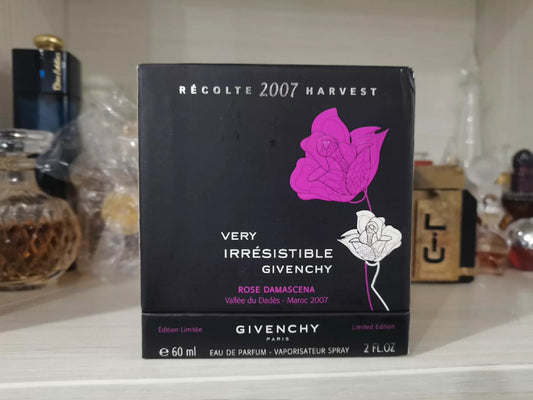 RÉCOLTE 2007 HARVEST
VERY
IRRÉSISTIBLE
GIVENCHY
ROSE DAMASCENA
Vallée du Dadès - Maroc 2007
Édition Limitée
Limited Edition
GIVENCHY
PARIS
℮ 60 ml EAU DE PARFUM - VAPORISATEUR SPRAY 2 FL.OZ